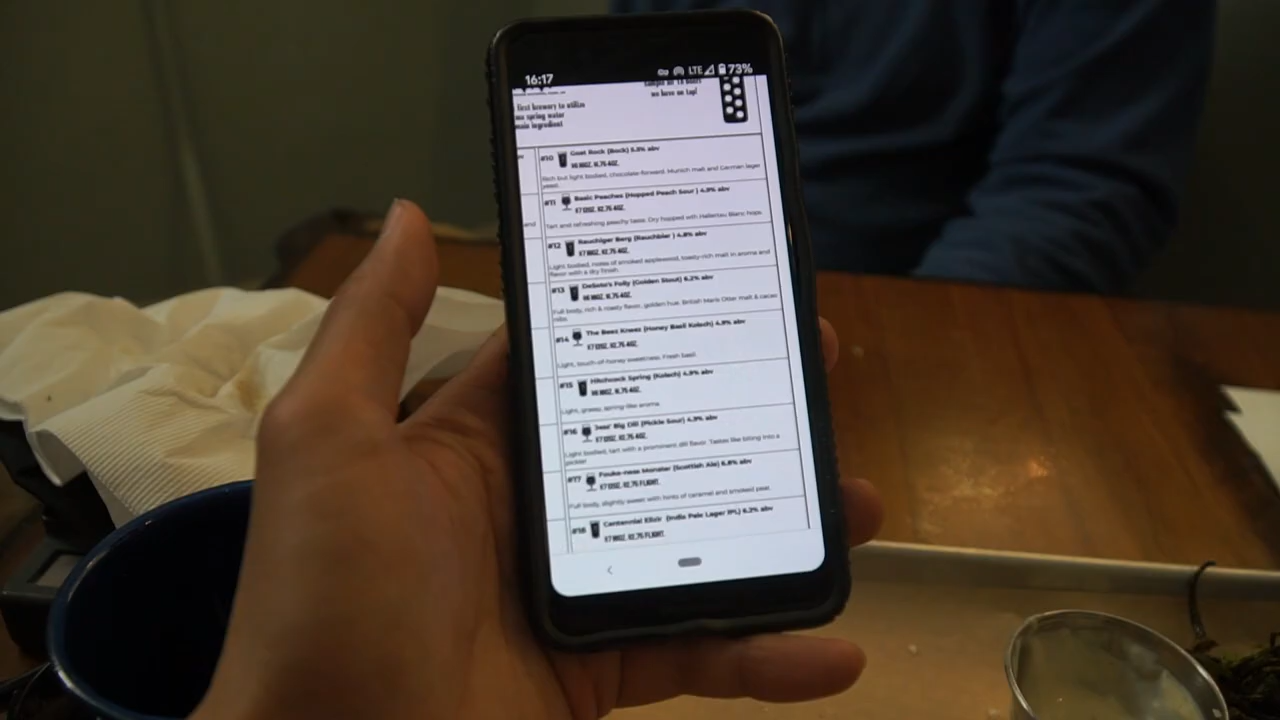 16:17
LTE 73%
first brewery to utilize
spring water
main ingredient
we have on tap!
#10 Goat Rock (Bock) 5.8% abv
Rich but light bodied, chocolate-forward. Munich malt and German lager
yeast.
#11 Basic Peaches (Hopped Peach Sour ) 4.8% abv
Tart and refreshing peachy taste. Dry hopped with Hallertau Blanc hops
#12 Rauchiger Berg (Rauchbier ) 4.8% abv
Light bodied, notes of smoked applewood, toasty-rich malt in aroma and
flavor with a dry finish.
#13 DeSoto's Folly (Golden Stout) 6.2% abv
Full body, rich & roasty flavor, golden hue. British Maris Otter malt & cacao
nibs.
#14 The Beez Kneez (Honey Basil Kolsch) 4.9% abv
Light, touch-of-honey sweetness. Fresh basil.
#15 Hitchcock Spring (Kolsch) 4.9% abv
Light, grassy, spring-like aroma.
#16 Jess' Big Dill (Pickle Sour) 4.9% abv
Light bodied, tart with a prominent dill flavor. Tastes like biting into a
pickle!
#17 Fouke-ness Monster (Scottish Ale) 6.8% abv
Full body, slightly sweet with hints of caramel and smoked peat.
#18 Centennial Elixir (India Pale Lager IPL) 6.2% abv